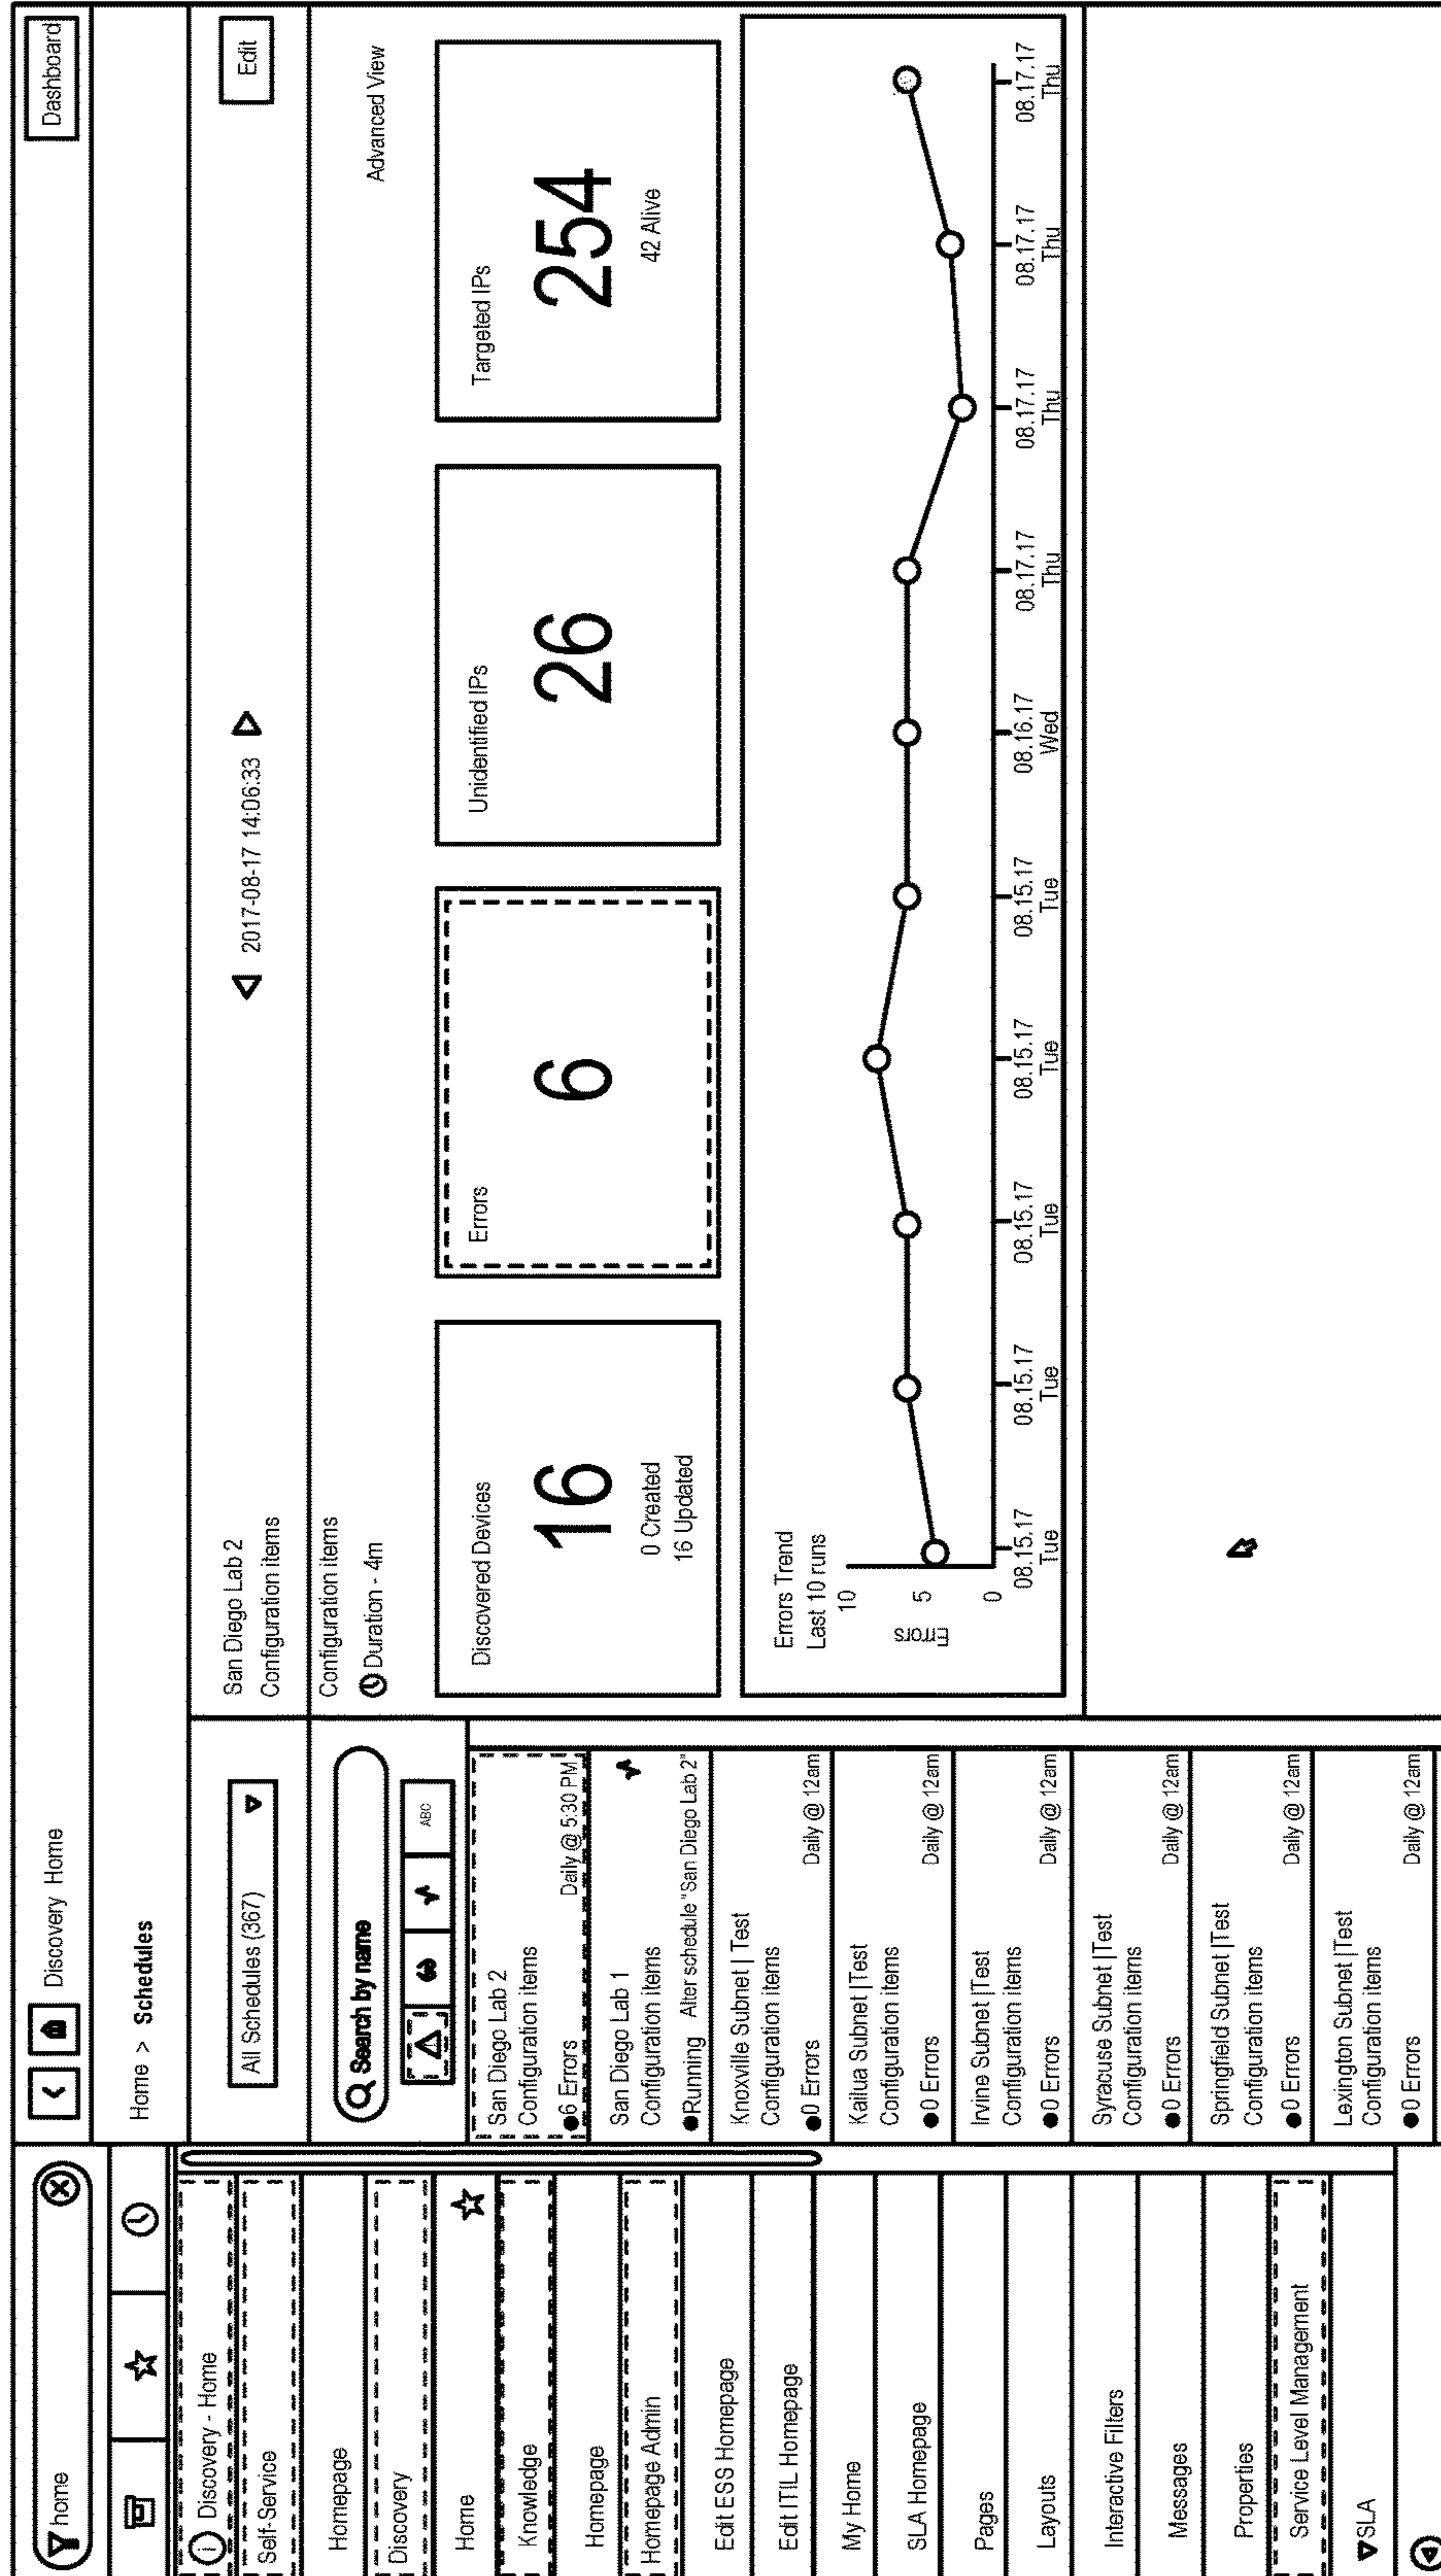 home
Discovery Home
Dashboard
Discovery - Home
Self-Service
Homepage
Discovery
Home
Knowledge
Homepage
Homepage Admin
Edit ESS Homepage
Edit ITIL Homepage
My Home
SLA Homepage
Pages
Layouts
Interactive Filters
Messages
Properties
Service Level Management
SLA
Home > Schedules
All Schedules (367)
Search by name
ABC
San Diego Lab 2
Configuration items
6 Errors Daily @ 5:30 PM
San Diego Lab 1
Configuration items
Running Alter schedule "San Diego Lab 2"
Knoxville Subnet | Test
Configuration items
0 Errors Daily @ 12am
Kailua Subnet |Test
Configuration items
0 Errors Daily @ 12am
Irvine Subnet |Test
Configuration items
0 Errors Daily @ 12am
Syracuse Subnet |Test
Configuration items
0 Errors Daily @ 12am
Springfield Subnet |Test
Configuration items
0 Errors Daily @ 12am
Lexington Subnet |Test
Configuration items
0 Errors Daily @ 12am
San Diego Lab 2
Configuration items
2017-08-17 14:06:33
Edit
Configuration items
Duration - 4m
Advanced View
Discovered Devices
16
0 Created
16 Updated
Errors
6
Unidentified IPs
26
Targeted IPs
254
42 Alive
Errors Trend
Last 10 runs
10
5
0
Errors
08.15.17 08.15.17 08.15.17 08.15.17 08.15.17 08.16.17 08.17.17 08.17.17 08.17.17 08.17.17
Tue Tue Tue Tue Tue Wed Thu Thu Thu Thu